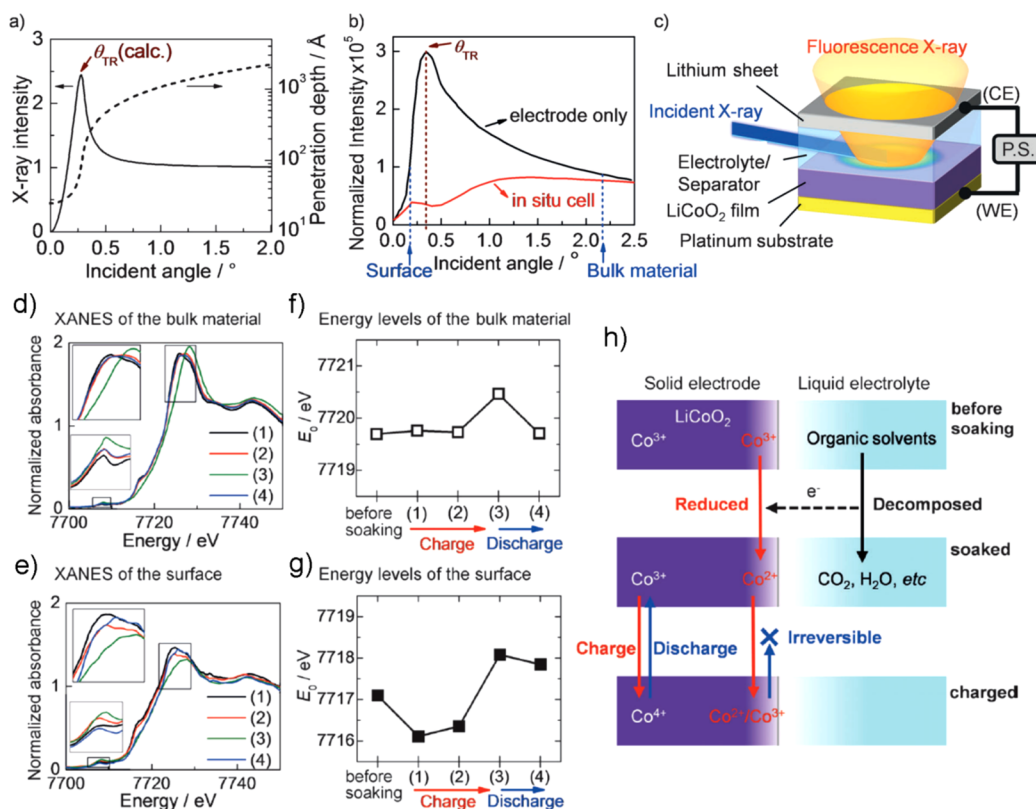 a)
θTR(calc.)
X-ray intensity
3
2
1
0
Penetration depth / Å
10³
10²
10¹
0.0 0.5 1.0 1.5 2.0
Incident angle / °
b)
θTR
Normalized Intensity×10⁵
3
2
1
0
electrode only
in situ cell
0.0 0.5 1.0 1.5 2.0 2.5
Incident angle / °
Surface
Bulk material
c)
Fluorescence X-ray
Lithium sheet
(CE)
Incident X-ray
P.S.
Electrolyte/
Separator
LiCoO₂ film
(WE)
Platinum substrate
d)
XANES of the bulk material
Normalized absorbance
2
1
0
(1)
(2)
(3)
(4)
7700 7720 7740
Energy / eV
f)
Energy levels of the bulk material
E₀ / eV
7721
7720
7719
before
soaking
(1) (2) (3) (4)
Charge Discharge
e)
XANES of the surface
Normalized absorbance
2
1
0
(1)
(2)
(3)
(4)
7700 7720 7740
Energy / eV
g)
Energy levels of the surface
E₀ / eV
7719
7718
7717
7716
before
soaking
(1) (2) (3) (4)
Charge Discharge
h)
Solid electrode Liquid electrolyte
LiCoO₂
Co³⁺ Co³⁺
Organic solvents
before
soaking
Reduced
e⁻
Decomposed
soaked
Co³⁺ Co²⁺
CO₂, H₂O, etc
Charge Discharge
Irreversible
charged
Co⁴⁺ Co²⁺/Co³⁺